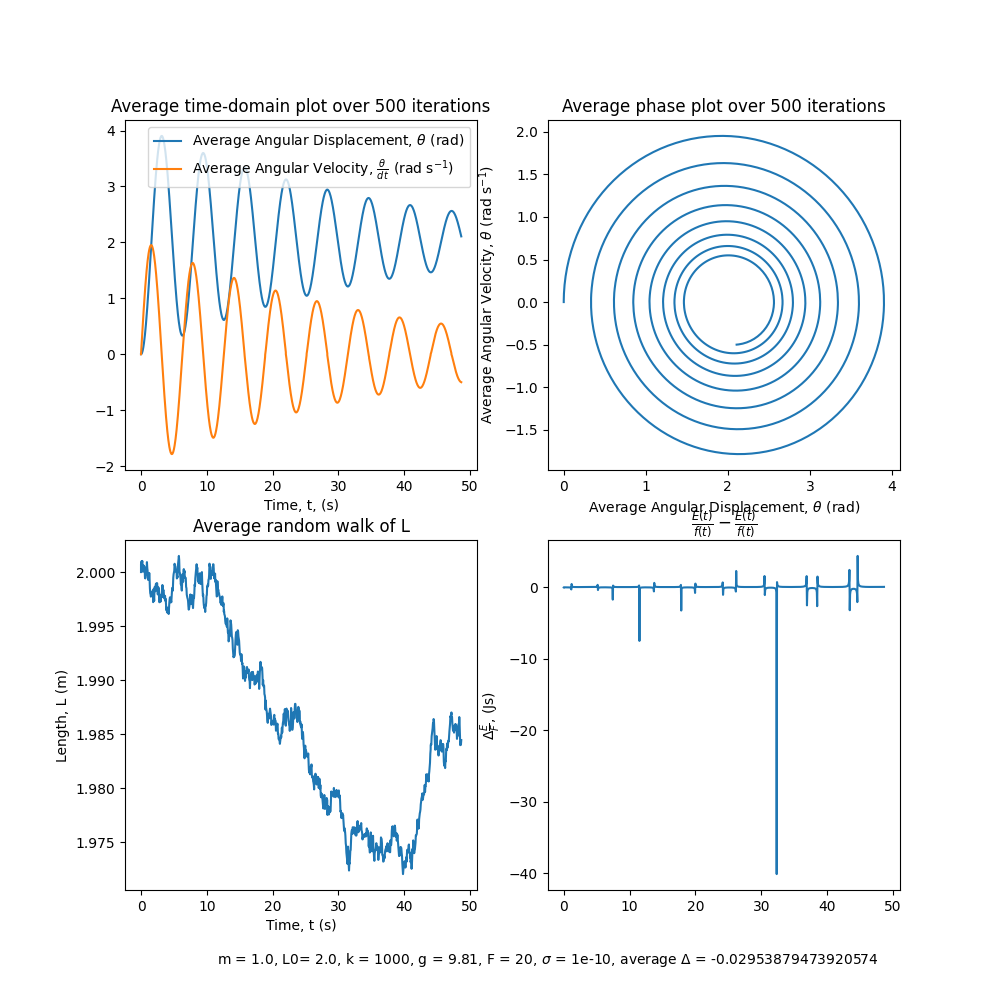 Average time-domain plot over 500 iterations
Average Angular Displacement, θ (rad)
Average Angular Velocity, θ/dt (rad s⁻¹)
4
3
2
1
0
−1
−2
0 10 20 30 40 50
Time, t, (s)
Average phase plot over 500 iterations
Average Angular Velocity, θ (rad s⁻¹)
2.0
1.5
1.0
0.5
0.0
−0.5
−1.0
−1.5
0 1 2 3 4
Average Angular Displacement, θ (rad)
Average random walk of L
Length, L (m)
2.000
1.995
1.990
1.985
1.980
1.975
0 10 20 30 40 50
Time, t (s)
E(t)/f(t) − E(t)/f(t)
Δ E/F, (Js)
0
−10
−20
−30
−40
0 10 20 30 40 50
m = 1.0, L0= 2.0, k = 1000, g = 9.81, F = 20, σ = 1e-10, average Δ = -0.02953879473920574